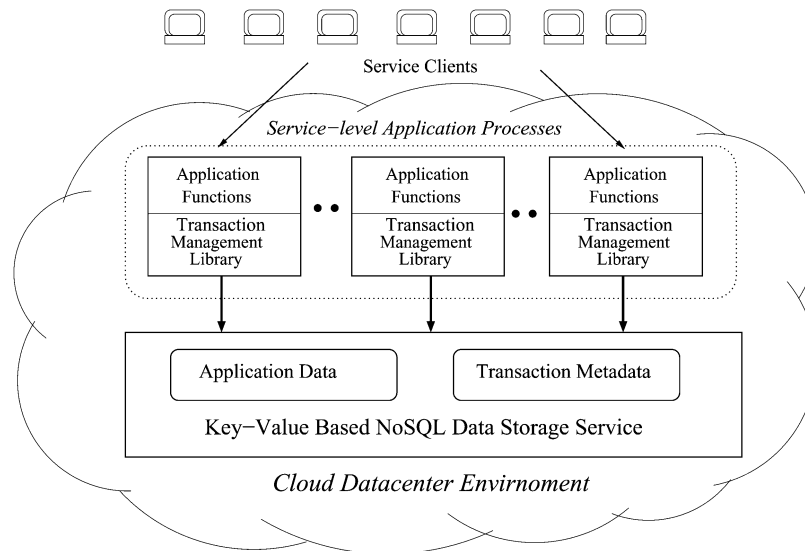 Service Clients
Service−level Application Processes
Application
Functions
Transaction
Management
Library
Application
Functions
Transaction
Management
Library
Application
Functions
Transaction
Management
Library
Application Data
Transaction Metadata
Key−Value Based NoSQL Data Storage Service
Cloud Datacenter Envirnoment